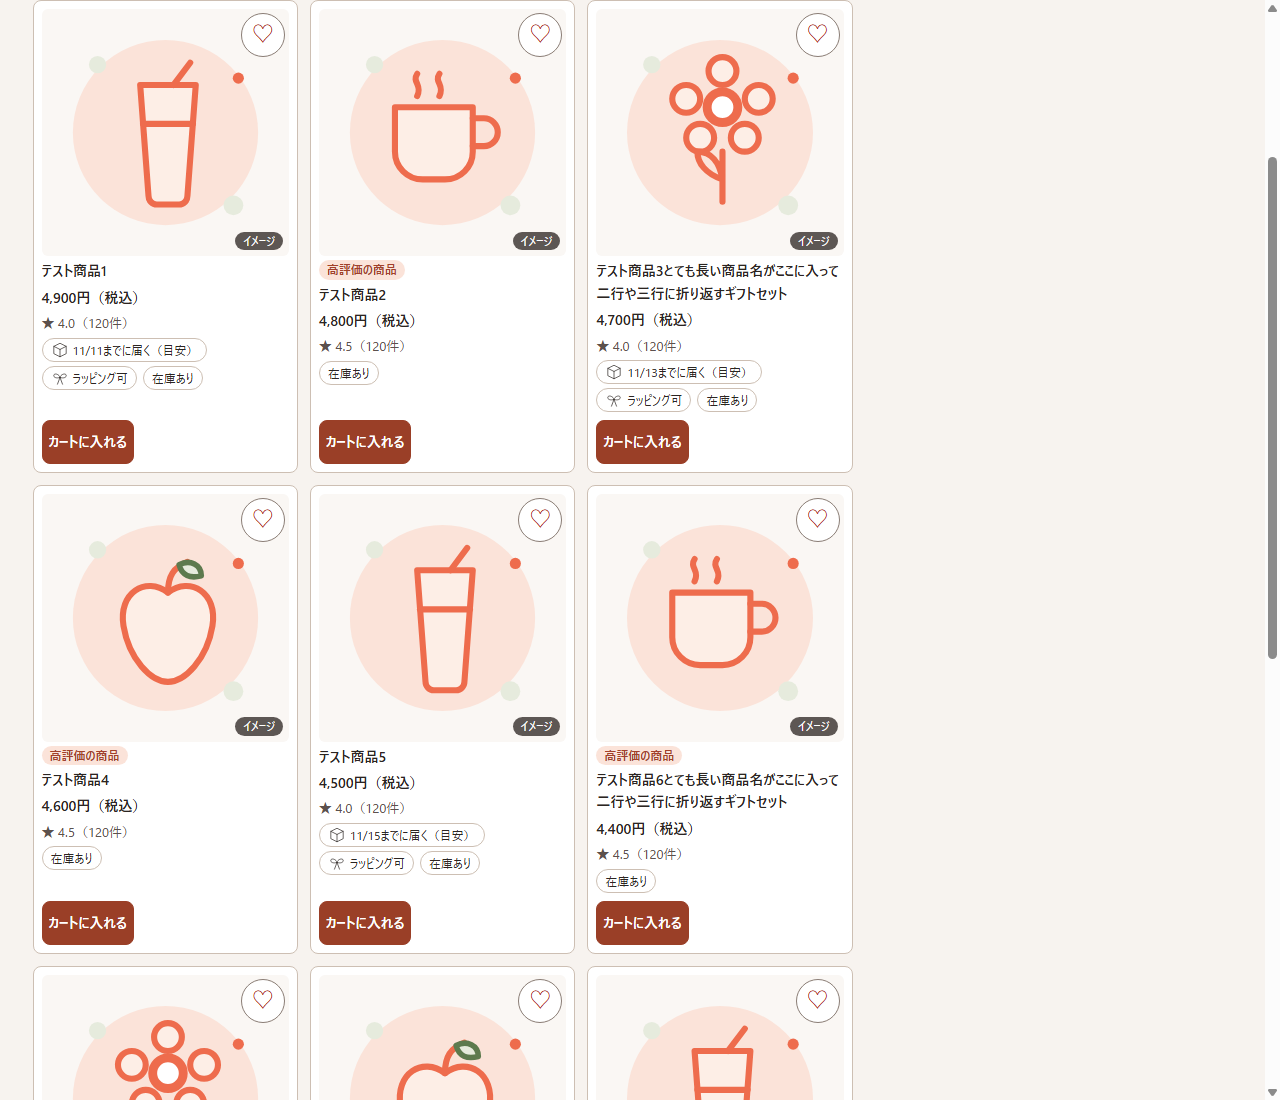 イメージ
イメージ
イメージ
テスト商品1
4,900円（税込）
★ 4.0（120件）
11/11までに届く（目安）
ラッピング可
在庫あり
カートに入れる
高評価の商品
テスト商品2
4,800円（税込）
★ 4.5（120件）
在庫あり
カートに入れる
テスト商品3とても長い商品名がここに入って
二行や三行に折り返すギフトセット
4,700円（税込）
★ 4.0（120件）
11/13までに届く（目安）
ラッピング可
在庫あり
カートに入れる
イメージ
イメージ
イメージ
高評価の商品
テスト商品4
4,600円（税込）
★ 4.5（120件）
在庫あり
カートに入れる
テスト商品5
4,500円（税込）
★ 4.0（120件）
11/15までに届く（目安）
ラッピング可
在庫あり
カートに入れる
高評価の商品
テスト商品6とても長い商品名がここに入って
二行や三行に折り返すギフトセット
4,400円（税込）
★ 4.5（120件）
在庫あり
カートに入れる